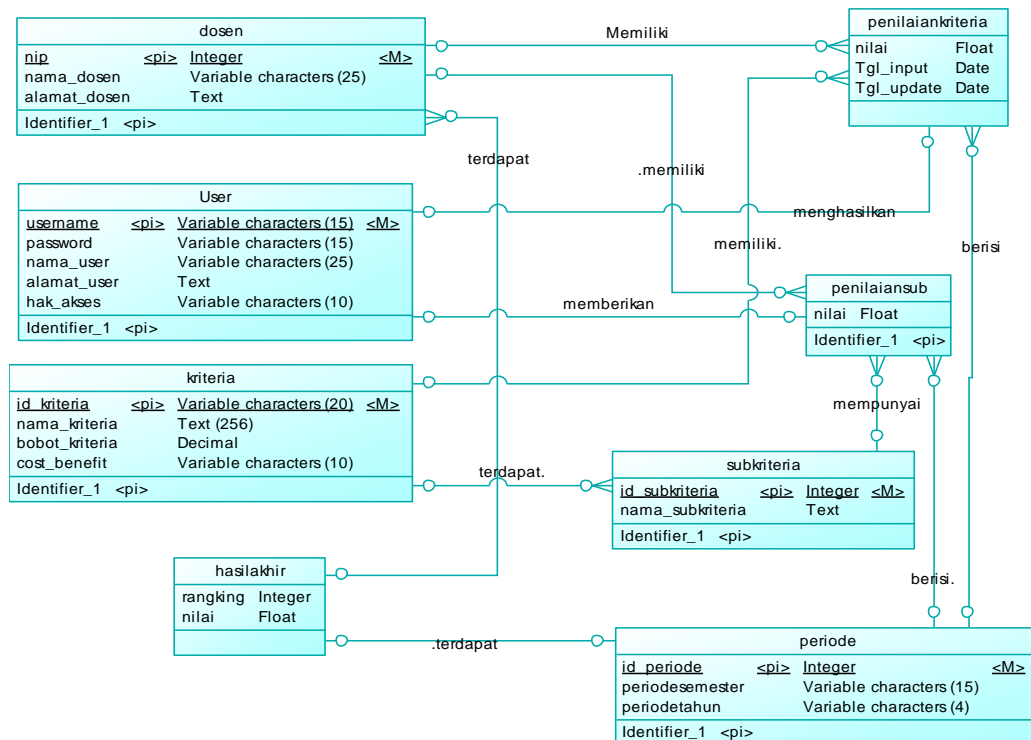 dosen
nip <pi> Integer <M>
nama_dosen Variable characters (25)
alamat_dosen Text
Identifier_1 <pi>
Memiliki
penilaiankriteria
nilai Float
Tgl_input Date
Tgl_update Date
terdapat
.memiliki
User
username <pi> Variable characters (15) <M>
password Variable characters (15)
nama_user Variable characters (25)
alamat_user Text
hak_akses Variable characters (10)
Identifier_1 <pi>
menghasilkan
memiliki.
berisi
memberikan
penilaiansub
nilai Float
Identifier_1 <pi>
kriteria
id_kriteria <pi> Variable characters (20) <M>
nama_kriteria Text (256)
bobot_kriteria Decimal
cost_benefit Variable characters (10)
Identifier_1 <pi>
mempunyai
terdapat.
subkriteria
id_subkriteria <pi> Integer <M>
nama_subkriteria Text
Identifier_1 <pi>
hasilakhir
rangking Integer
nilai Float
berisi.
.terdapat
periode
id_periode <pi> Integer <M>
periodesemester Variable characters (15)
periodetahun Variable characters (4)
Identifier_1 <pi>